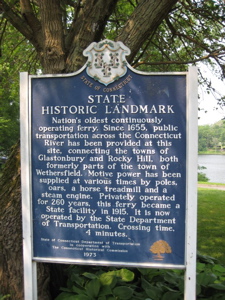 STATE OF CONNECTICUT
STATE
HISTORIC LANDMARK
Nation's oldest continuously
operating ferry. Since 1655, public
transportation across the Connecticut
River has been provided at this
site, connecting the towns of
Glastonbury and Rocky Hill, both
formerly parts of the town of
Wethersfield. Motive power has been
supplied at various times by poles,
oars, a horse treadmill and a
steam engine. Privately operated
for 260 years, this ferry became a
State facility in 1915. It is now
operated by the State Department
of Transportation. Crossing time,
4 minutes.
State of Connecticut Department of Transportation
in cooperation with
The Connecticut Historical Commission
1973